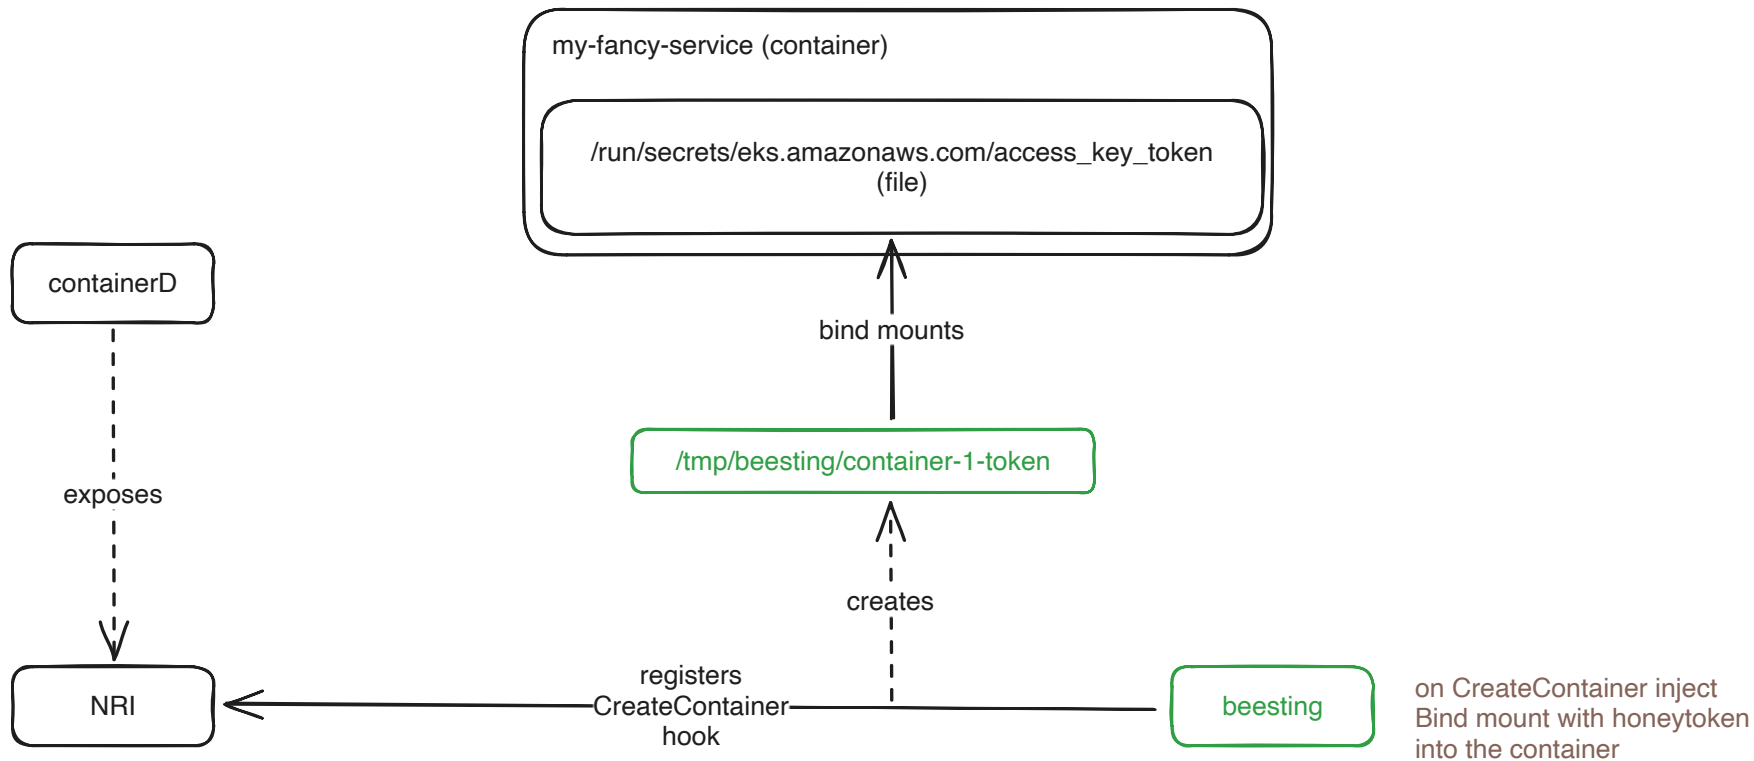 my-fancy-service (container)
/run/secrets/eks.amazonaws.com/access_key_token
(file)
containerD
bind mounts
/tmp/beesting/container-1-token
exposes
creates
NRI
registers
CreateContainer
hook
beesting
on CreateContainer inject
Bind mount with honeytoken
into the container